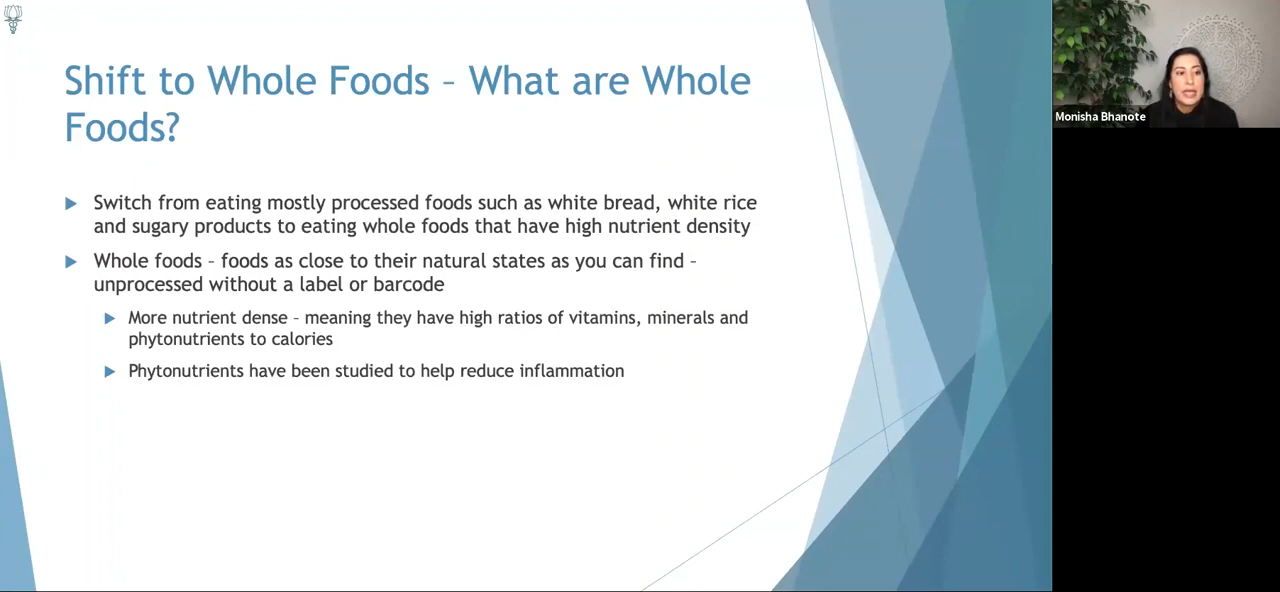 Shift to Whole Foods – What are Whole
Foods?
Switch from eating mostly processed foods such as white bread, white rice
and sugary products to eating whole foods that have high nutrient density
Whole foods – foods as close to their natural states as you can find –
unprocessed without a label or barcode
More nutrient dense – meaning they have high ratios of vitamins, minerals and
phytonutrients to calories
Phytonutrients have been studied to help reduce inflammation
Monisha Bhanote